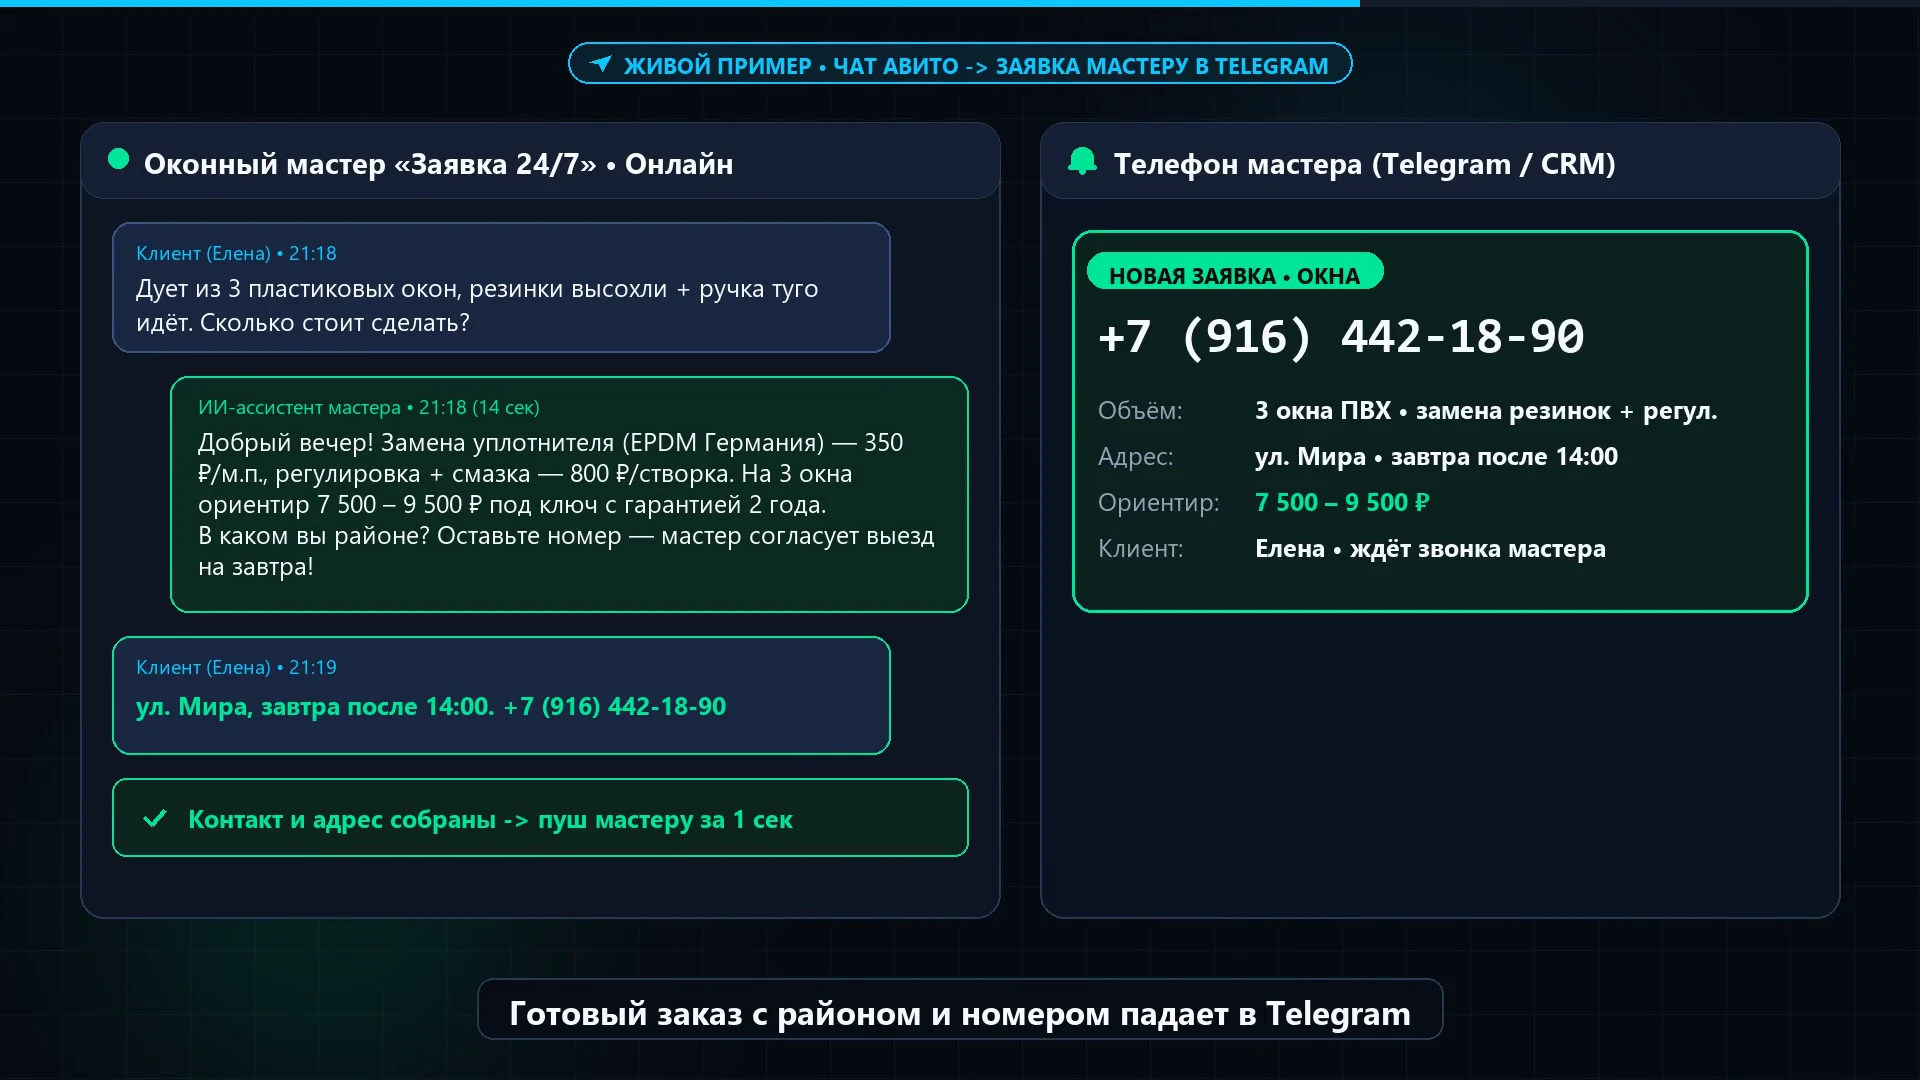 ЖИВОЙ ПРИМЕР • ЧАТ АВИТО -> ЗАЯВКА МАСТЕРУ В TELEGRAM
Оконный мастер «Заявка 24/7» • Онлайн
Клиент (Елена) • 21:18
Дует из 3 пластиковых окон, резинки высохли + ручка туго
идёт. Сколько стоит сделать?
ИИ-ассистент мастера • 21:18 (14 сек)
Добрый вечер! Замена уплотнителя (EPDM Германия) — 350
₽/м.п., регулировка + смазка — 800 ₽/створка. На 3 окна
ориентир 7 500 – 9 500 ₽ под ключ с гарантией 2 года.
В каком вы районе? Оставьте номер — мастер согласует выезд
на завтра!
Клиент (Елена) • 21:19
ул. Мира, завтра после 14:00. +7 (916) 442-18-90
Контакт и адрес собраны -> пуш мастеру за 1 сек
Телефон мастера (Telegram / CRM)
НОВАЯ ЗАЯВКА • ОКНА
+7 (916) 442-18-90
Объём: 3 окна ПВХ • замена резинок + регул.
Адрес: ул. Мира • завтра после 14:00
Ориентир: 7 500 – 9 500 ₽
Клиент: Елена • ждёт звонка мастера
Готовый заказ с районом и номером падает в Telegram